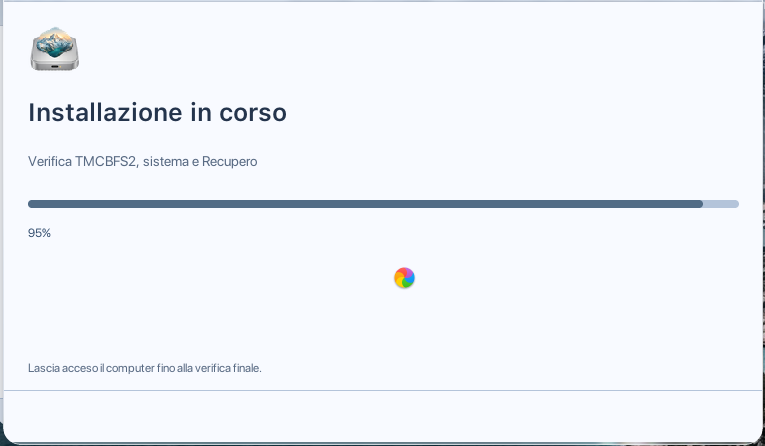 Installazione in corso
Verifica TMCBFS2, sistema e Recupero
95%
Lascia acceso il computer fino alla verifica finale.